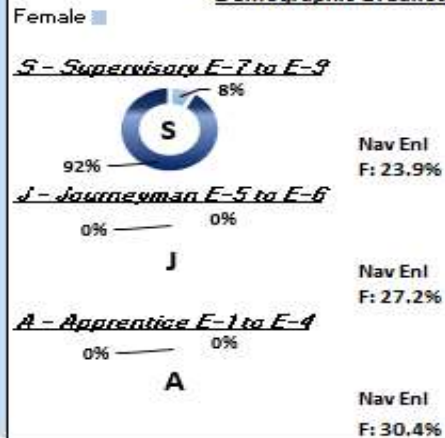 Female
S - Supervisory E-7 to E-9
8%
S
92%
Nav Enl
F: 23.9%
J - Journeyman E-5 to E-6
0%
0%
J
Nav Enl
F: 27.2%
A - Apprentice E-1 to E-4
0%
0%
A
Nav Enl
F: 30.4%